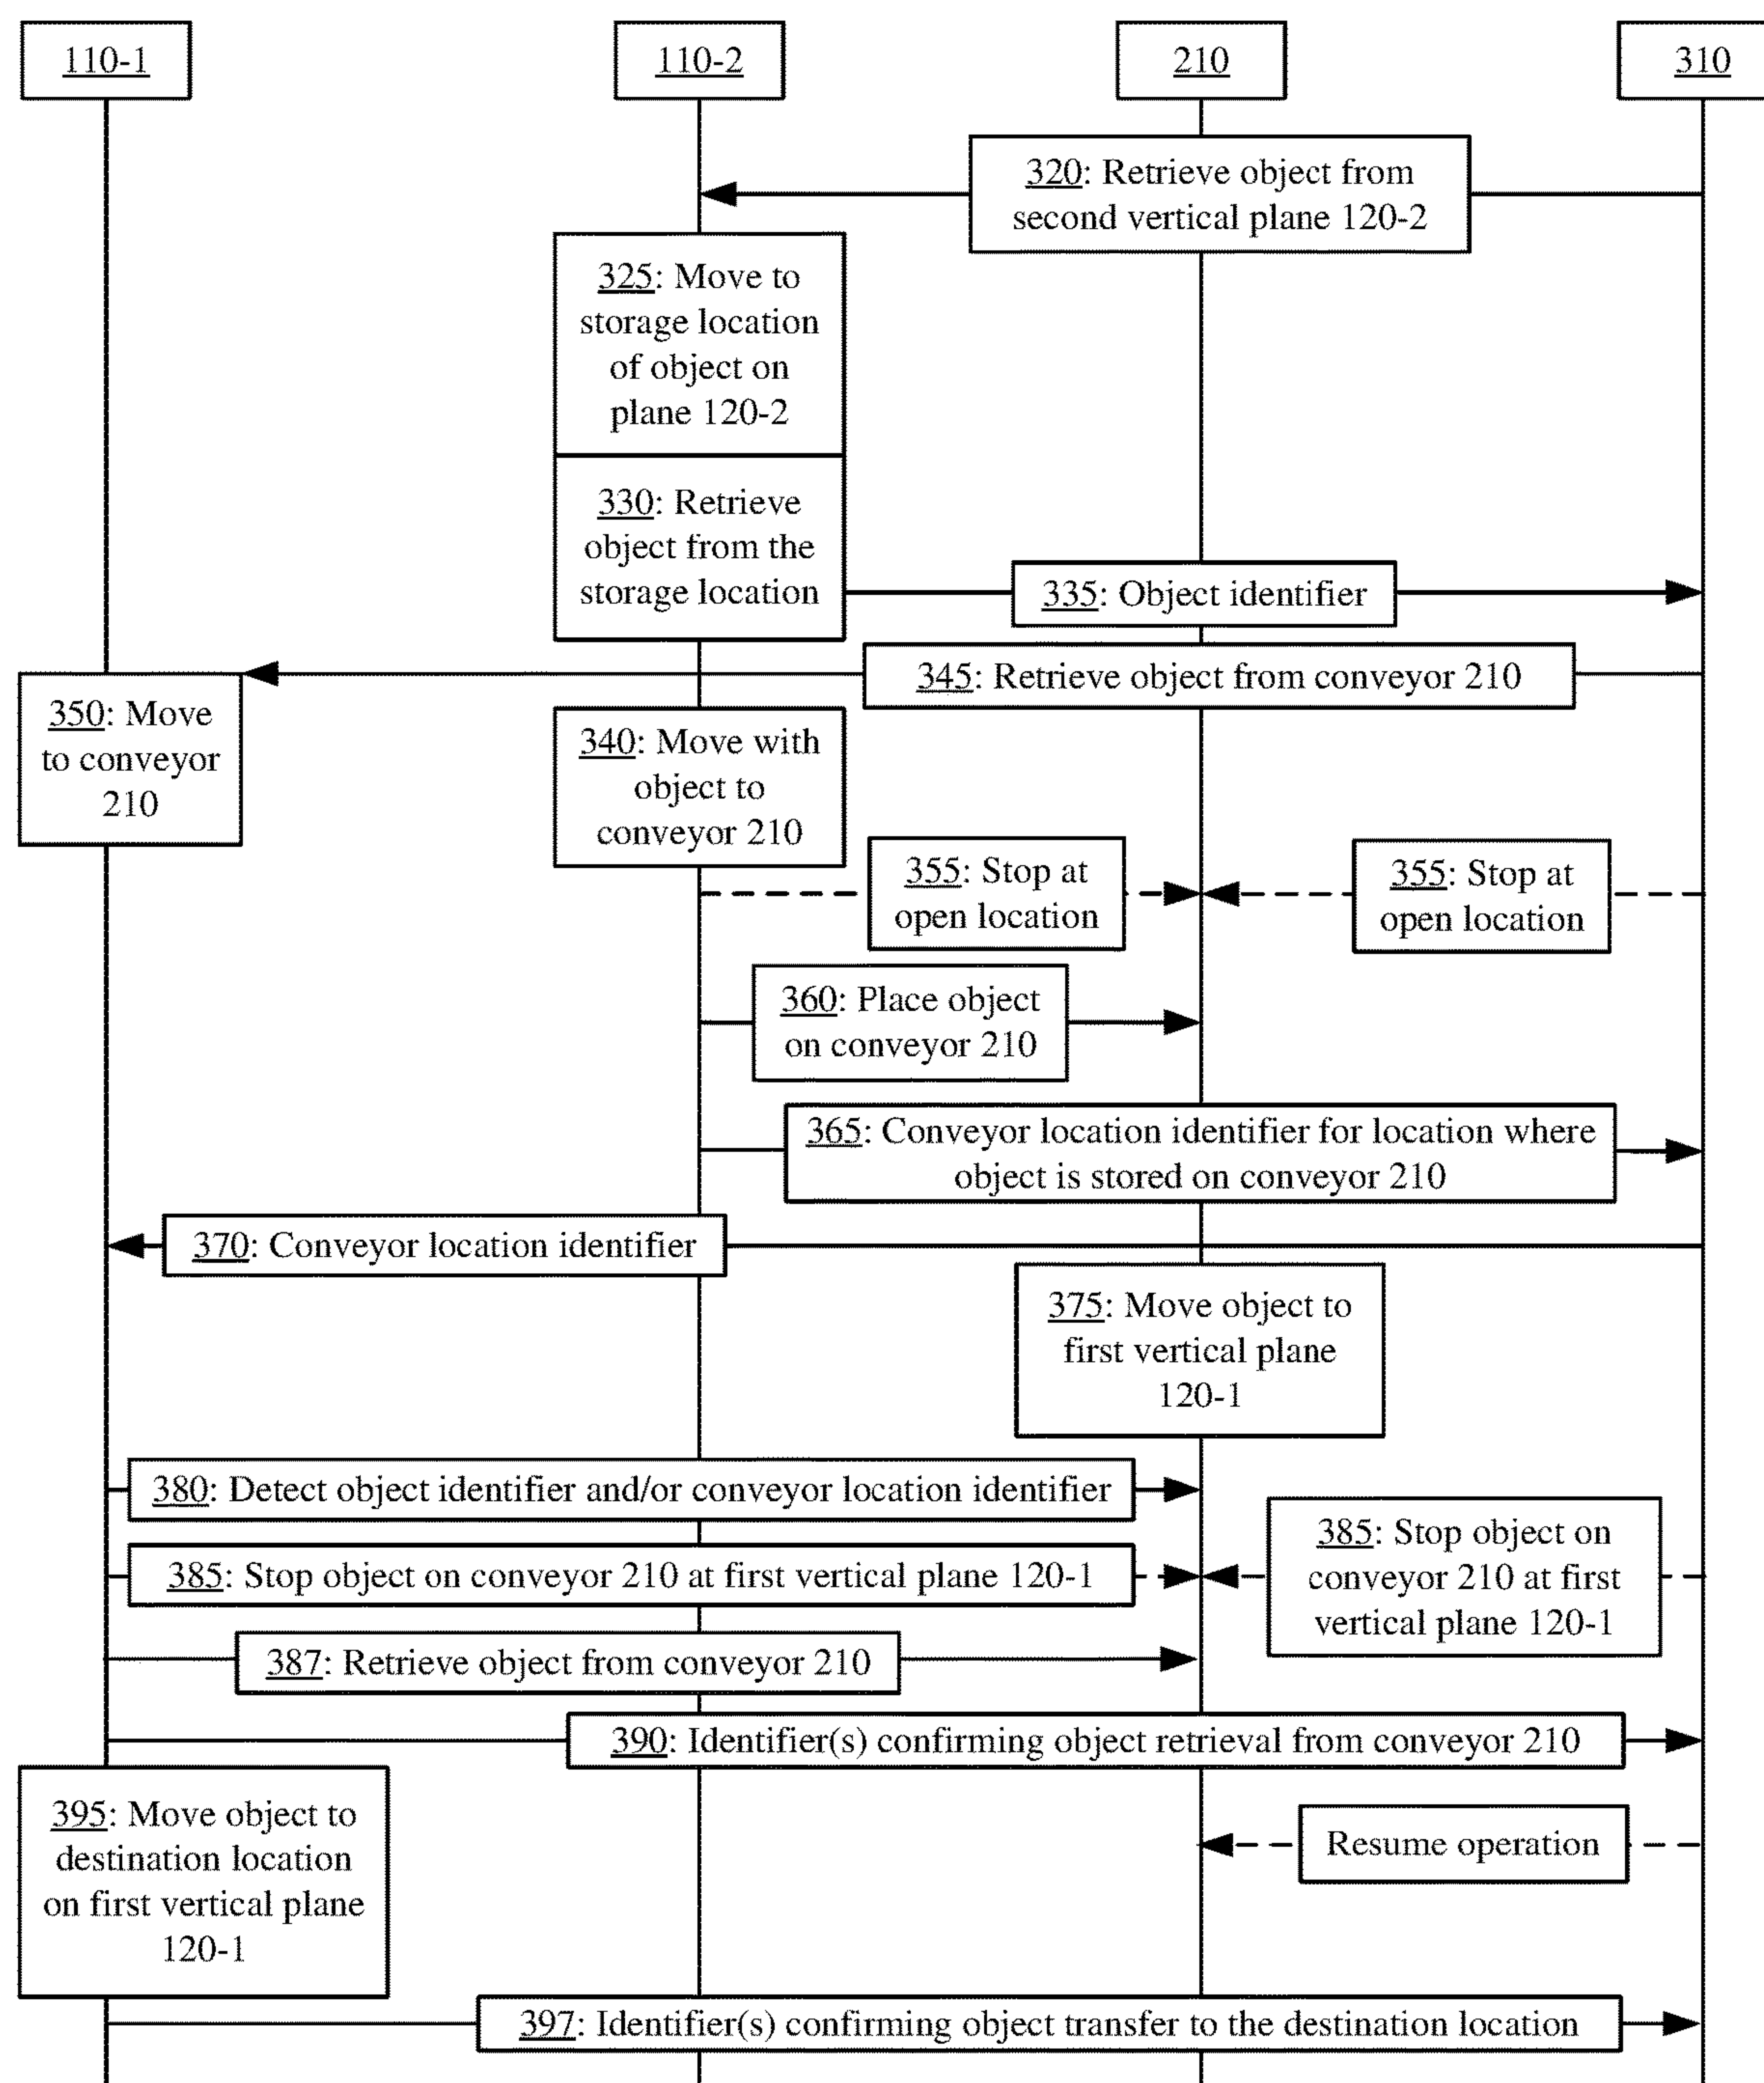 110-1
110-2
210
310
320: Retrieve object from
second vertical plane 120-2
325: Move to
storage location
of object on
plane 120-2
330: Retrieve
object from the
storage location
335: Object identifier
345: Retrieve object from conveyor 210
350: Move
to conveyor
210
340: Move with
object to
conveyor 210
355: Stop at
open location
355: Stop at
open location
360: Place object
on conveyor 210
365: Conveyor location identifier for location where
object is stored on conveyor 210
370: Conveyor location identifier
375: Move object to
first vertical plane
120-1
380: Detect object identifier and/or conveyor location identifier
385: Stop object on conveyor 210 at first vertical plane 120-1
385: Stop object on
conveyor 210 at first
vertical plane 120-1
387: Retrieve object from conveyor 210
390: Identifier(s) confirming object retrieval from conveyor 210
395: Move object to
destination location
on first vertical plane
120-1
Resume operation
397: Identifier(s) confirming object transfer to the destination location